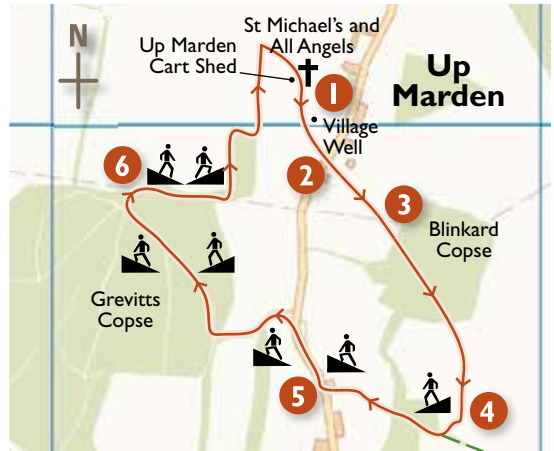 N
St Michael's and
All Angels
Up Marden
Cart Shed
Up
Marden
1
Village
Well
2
3
6
Blinkard
Copse
Grevitts
Copse
5
4